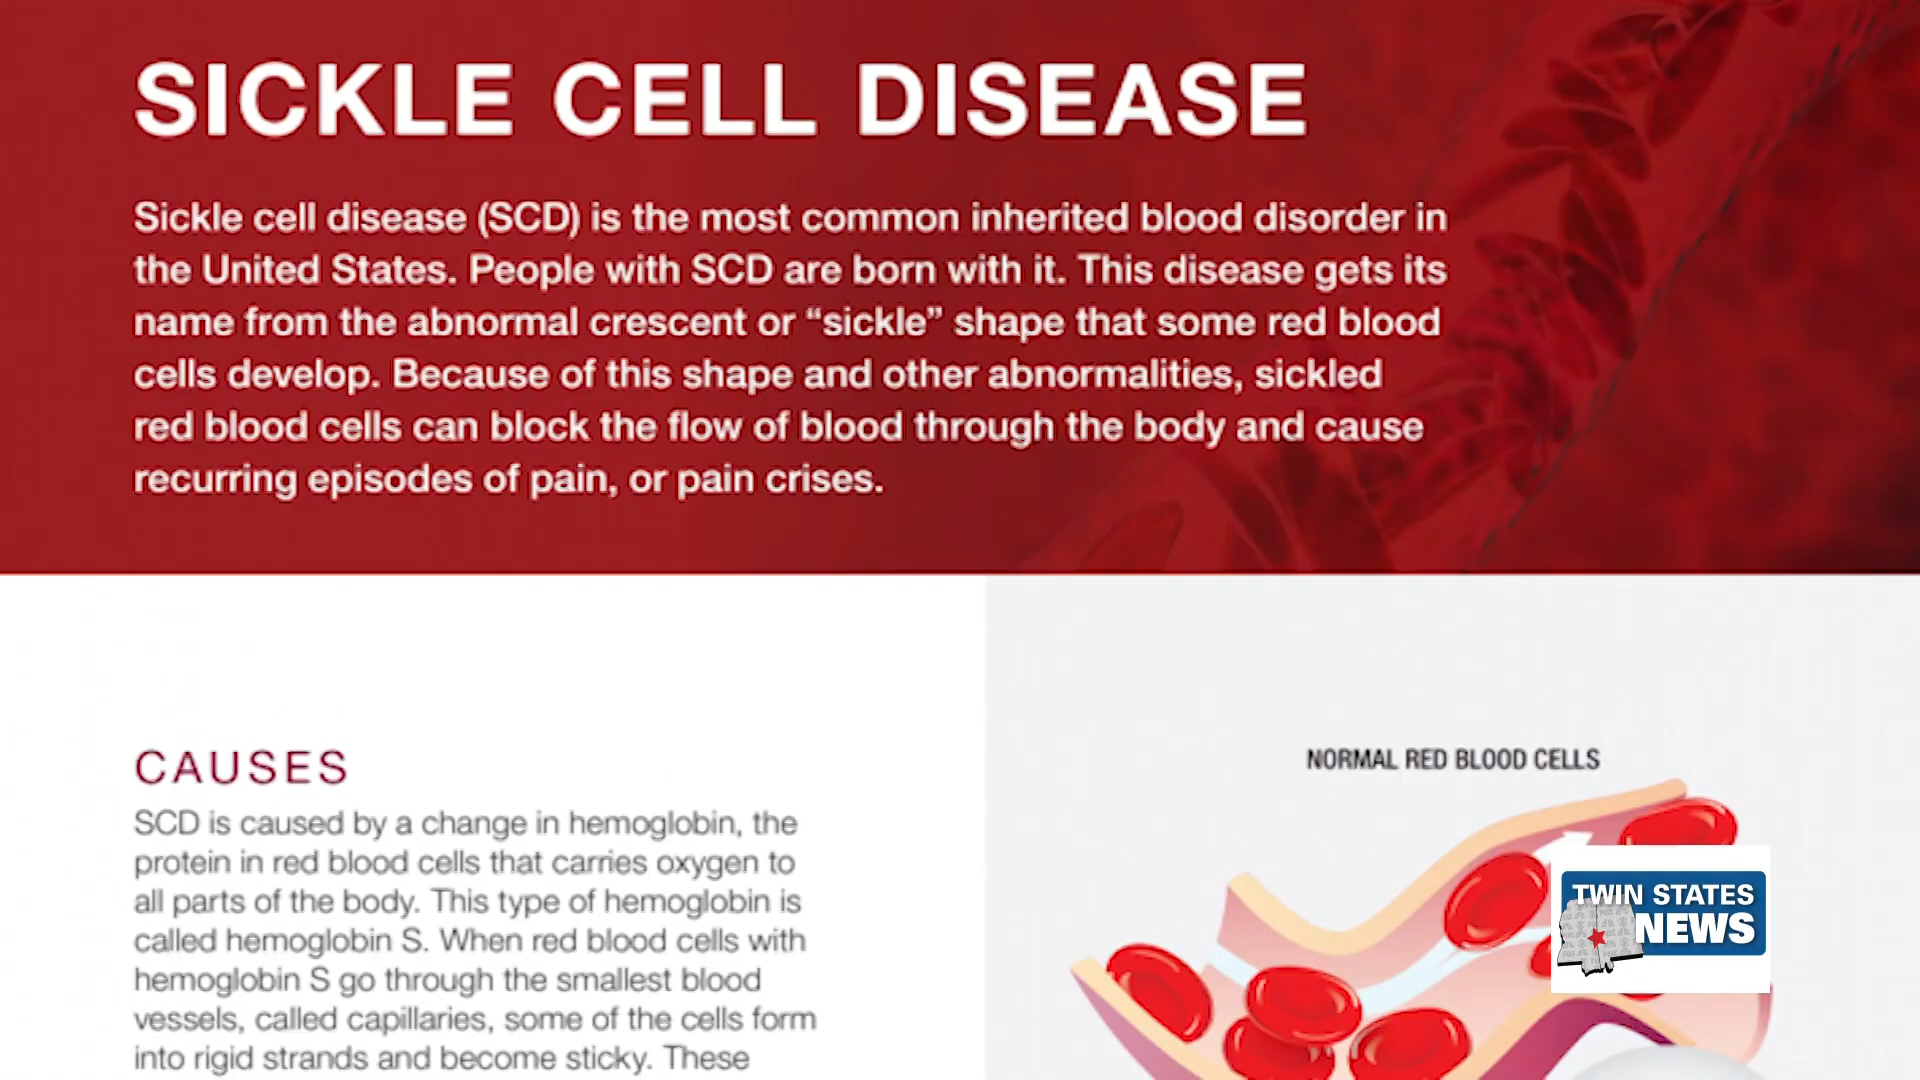 SICKLE CELL DISEASE
Sickle cell disease (SCD) is the most common inherited blood disorder in
the United States. People with SCD are born with it. This disease gets its
name from the abnormal crescent or “sickle” shape that some red blood
cells develop. Because of this shape and other abnormalities, sickled
red blood cells can block the flow of blood through the body and cause
recurring episodes of pain, or pain crises.
CAUSES
SCD is caused by a change in hemoglobin, the
protein in red blood cells that carries oxygen to
all parts of the body. This type of hemoglobin is
called hemoglobin S. When red blood cells with
hemoglobin S go through the smallest blood
vessels, called capillaries, some of the cells form
into rigid strands and become sticky. These
NORMAL RED BLOOD CELLS
TWIN STATES
NEWS